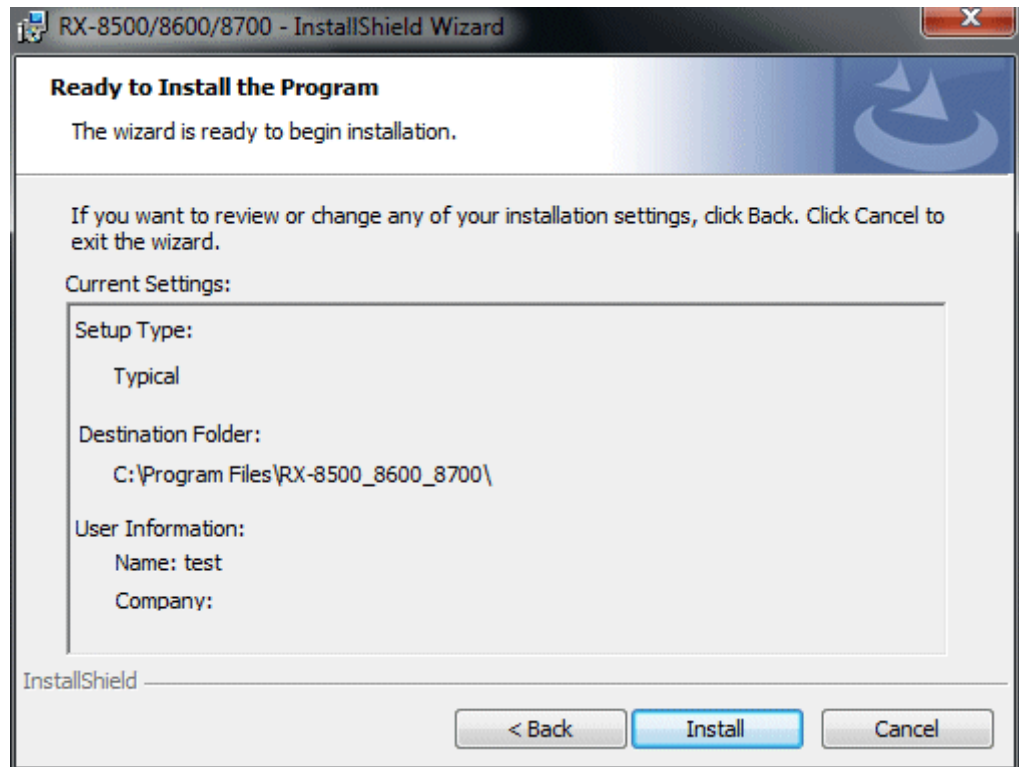 RX-8500/8600/8700 - InstallShield Wizard
Ready to Install the Program
The wizard is ready to begin installation.
If you want to review or change any of your installation settings, click Back. Click Cancel to
exit the wizard.
Current Settings:
Setup Type:
Typical
Destination Folder:
C:\Program Files\RX-8500_8600_8700\
User Information:
Name: test
Company:
InstallShield
< Back
Install
Cancel